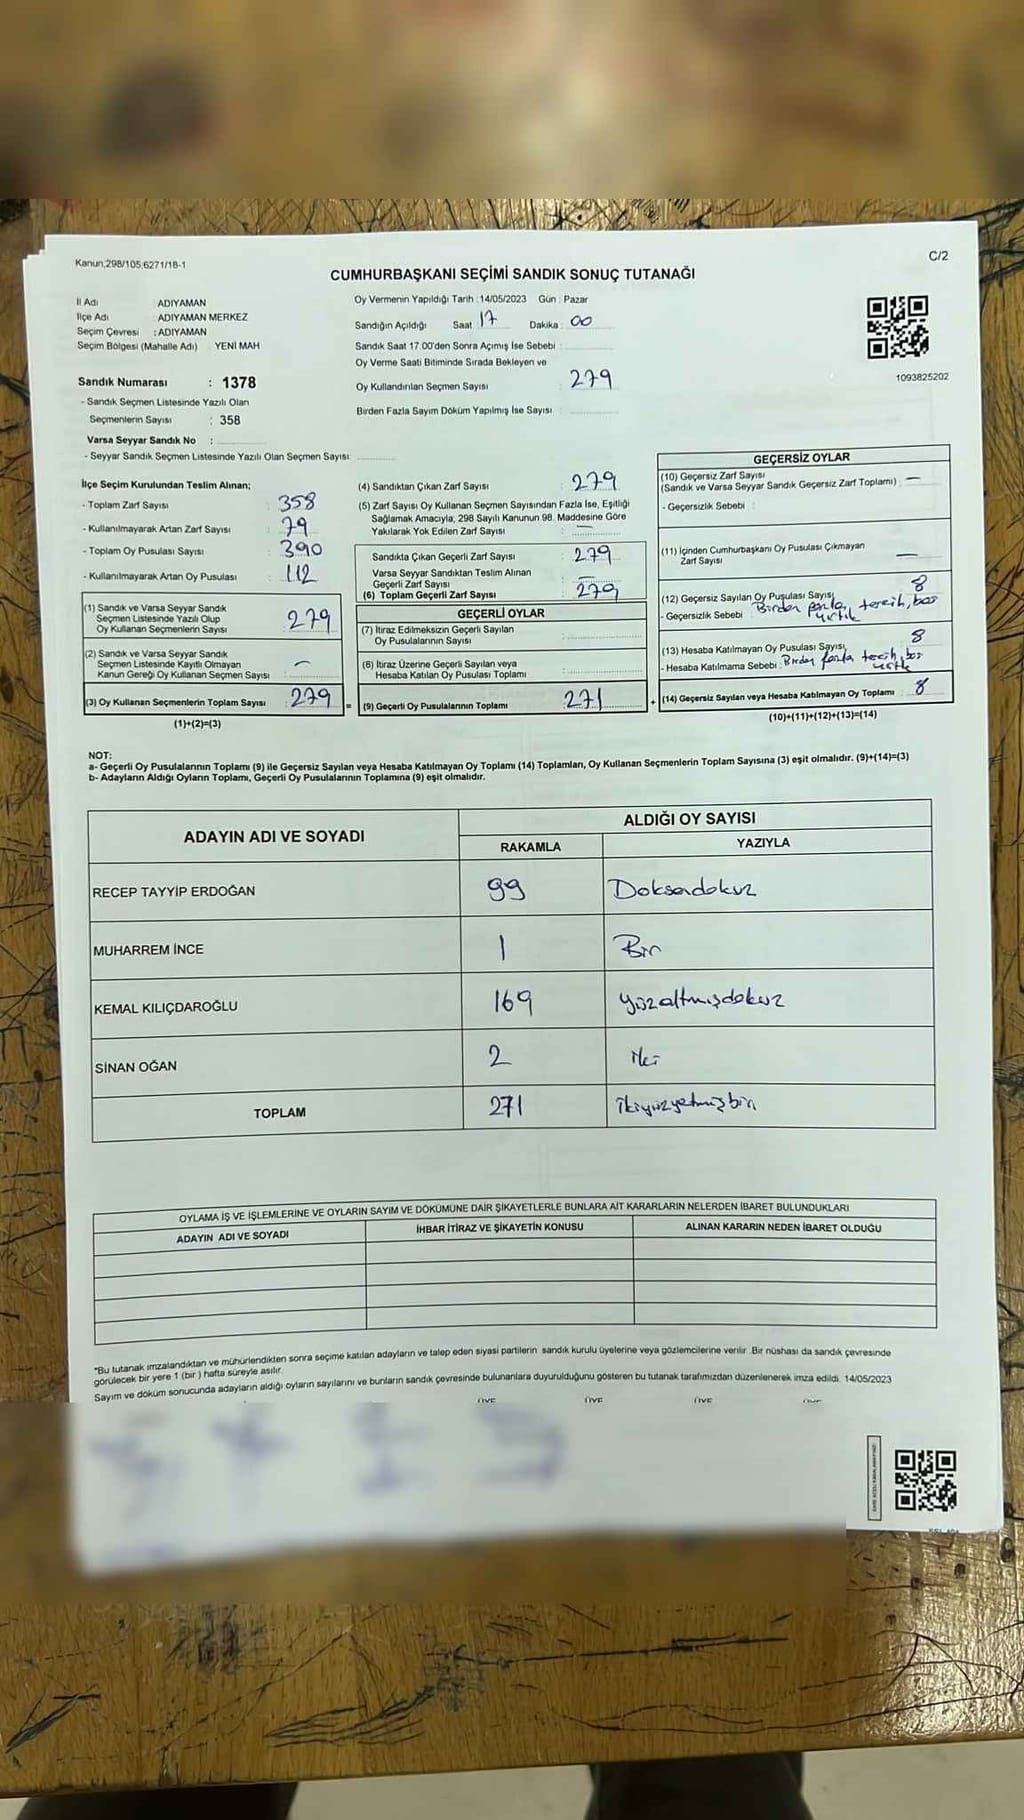 Kanun;298/105;6271/18-1
C/2
CUMHURBAŞKANI SEÇİMİ SANDIK SONUÇ TUTANAĞI
İl Adı ADIYAMAN
İlçe Adı ADIYAMAN MERKEZ
Seçim Çevresi : ADIYAMAN
Seçim Bölgesi (Mahalle Adı) YENİ MAH
Sandık Numarası : 1378
- Sandık Seçmen Listesinde Yazılı Olan
Seçmenlerin Sayısı : 358
Varsa Seyyar Sandık No :
- Seyyar Sandık Seçmen Listesinde Yazılı Olan Seçmen Sayısı:
Oy Vermenin Yapıldığı Tarih : 14/05/2023 Gün : Pazar
Sandığın Açıldığı Saat 17 Dakika : 00
Sandık Saat 17.00'den Sonra Açımış İse Sebebi :
Oy Verme Saati Bitiminde Sırada Bekleyen ve
Oy Kullandırılan Seçmen Sayısı : 279
Birden Fazla Sayım Döküm Yapılmış İse Sayısı :
1093825202
İlçe Seçim Kurulundan Teslim Alınan;
- Toplam Zarf Sayısı : 358
- Kullanılmayarak Artan Zarf Sayısı : 79
- Toplam Oy Pusulası Sayısı : 390
- Kullanılmayarak Artan Oy Pusulası : 112
(1) Sandık ve Varsa Seyyar Sandık
Seçmen Listesinde Yazılı Olup
Oy Kullanan Seçmenlerin Sayısı : 279
(2) Sandık ve Varsa Seyyar Sandık
Seçmen Listesinde Kayıtlı Olmayan
Kanun Gereği Oy Kullanan Seçmen Sayısı : –
(3) Oy Kullanan Seçmenlerin Toplam Sayısı : 279
(1)+(2)=(3)
(4) Sandıktan Çıkan Zarf Sayısı : 279
(5) Zarf Sayısı Oy Kullanan Seçmen Sayısından Fazla İse, Eşitliği
Sağlamak Amacıyla, 298 Sayılı Kanunun 98. Maddesine Göre
Yakılarak Yok Edilen Zarf Sayısı : –
Sandıkta Çıkan Geçerli Zarf Sayısı : 279
Varsa Seyyar Sandıktan Teslim Alınan
Geçerli Zarf Sayısı : –
(6) Toplam Geçerli Zarf Sayısı : 279
GEÇERLİ OYLAR
(7) İtiraz Edilmeksizin Geçerli Sayılan
Oy Pusulalarının Sayısı :
(8) İtiraz Üzerine Geçerli Sayılan veya
Hesaba Katılan Oy Pusulası Toplamı :
= (9) Geçerli Oy Pusulalarının Toplamı : 271 +
GEÇERSİZ OYLAR
(10) Geçersiz Zarf Sayısı
(Sandık ve Varsa Seyyar Sandık Geçersiz Zarf Toplamı) : –
- Geçersizlik Sebebi :
(11) İçinden Cumhurbaşkanı Oy Pusulası Çıkmayan
Zarf Sayısı : –
(12) Geçersiz Sayılan Oy Pusulası Sayısı 8
- Geçersizlik Sebebi : Birden fazla tercih, boş
yırtık
(13) Hesaba Katılmayan Oy Pusulası Sayısı 8
- Hesaba Katılmama Sebebi : Birden fazla tercih, boş
yırtık
(14) Geçersiz Sayılan veya Hesaba Katılmayan Oy Toplamı : 8
(10)+(11)+(12)+(13)=(14)
NOT:
a- Geçerli Oy Pusulalarının Toplamı (9) ile Geçersiz Sayılan veya Hesaba Katılmayan Oy Toplamı (14) Toplamları, Oy Kullanan Seçmenlerin Toplam Sayısına (3) eşit olmalıdır. (9)+(14)=(3)
b- Adayların Aldığı Oyların Toplamı, Geçerli Oy Pusulalarının Toplamına (9) eşit olmalıdır.
ADAYIN ADI VE SOYADI ALDIĞI OY SAYISI
RAKAMLA YAZIYLA
RECEP TAYYİP ERDOĞAN 99 Doksandokuz
MUHARREM İNCE 1 Bir
KEMAL KILIÇDAROĞLU 169 yüzaltmışdokuz
SİNAN OĞAN 2 iki
TOPLAM 271 ikiyüzyetmişbir
OYLAMA İŞ VE İŞLEMLERİNE VE OYLARIN SAYIM VE DÖKÜMÜNE DAİR ŞİKAYETLERLE BUNLARA AİT KARARLARIN NELERDEN İBARET BULUNDUKLARI
ADAYIN ADI VE SOYADI İHBAR İTİRAZ VE ŞİKAYETİN KONUSU ALINAN KARARIN NEDEN İBARET OLDUĞU
*Bu tutanak imzalandıktan ve mühürlendikten sonra seçime katılan adayların ve talep eden siyasi partilerin sandık kurulu üyelerine veya gözlemcilerine verilir .Bir nüshası da sandık çevresinde
görülecek bir yere 1 (bir ) hafta süreyle asılır.
Sayım ve döküm sonucunda adayların aldığı oyların sayılarını ve bunların sandık çevresinde bulunanlara duyurulduğunu gösteren bu tutanak tarafımızdan düzenlenerek imza edildi. 14/05/2023
ÜYE ÜYE ÜYE